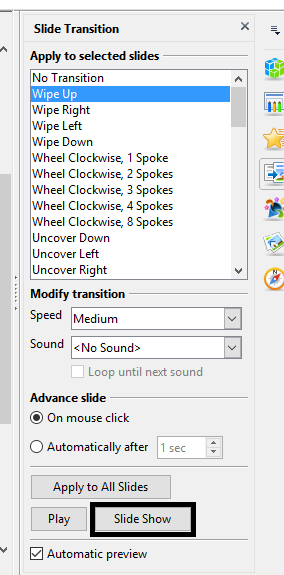 Slide Transition
Apply to selected slides
No Transition
Wipe Up
Wipe Right
Wipe Left
Wipe Down
Wheel Clockwise, 1 Spoke
Wheel Clockwise, 2 Spokes
Wheel Clockwise, 3 Spokes
Wheel Clockwise, 4 Spokes
Wheel Clockwise, 8 Spokes
Uncover Down
Uncover Left
Uncover Right
Modify transition
Speed Medium
Sound <No Sound>
Loop until next sound
Advance slide
On mouse click
Automatically after 1 sec
Apply to All Slides
Play Slide Show
Automatic preview